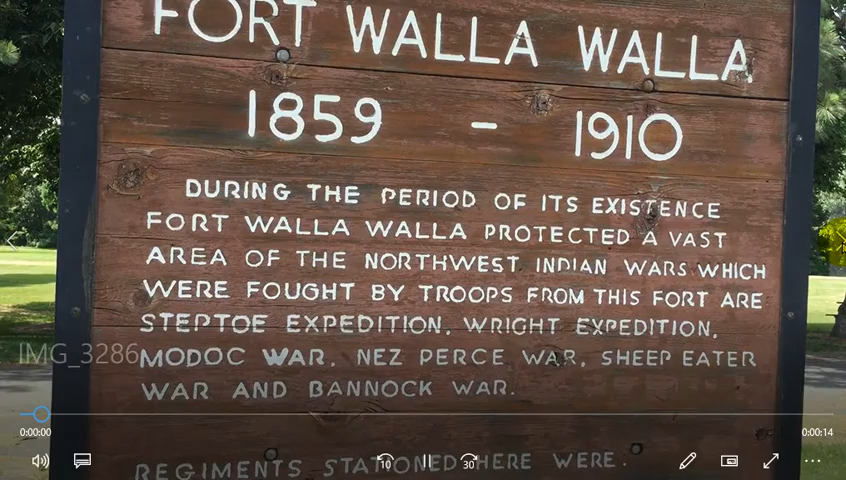 FORT WALLA WALLA
1859 - 1910
DURING THE PERIOD OF ITS EXISTENCE
FORT WALLA WALLA PROTECTED A VAST
AREA OF THE NORTHWEST. INDIAN WARS WHICH
WERE FOUGHT BY TROOPS FROM THIS FORT ARE
STEPTOE EXPEDITION, WRIGHT EXPEDITION,
IMG_3286
MODOC WAR, NEZ PERCE WAR, SHEEP EATER
WAR AND BANNOCK WAR.
0:00:00
0:00:14
REGIMENTS STATIONED HERE WERE:
10
30